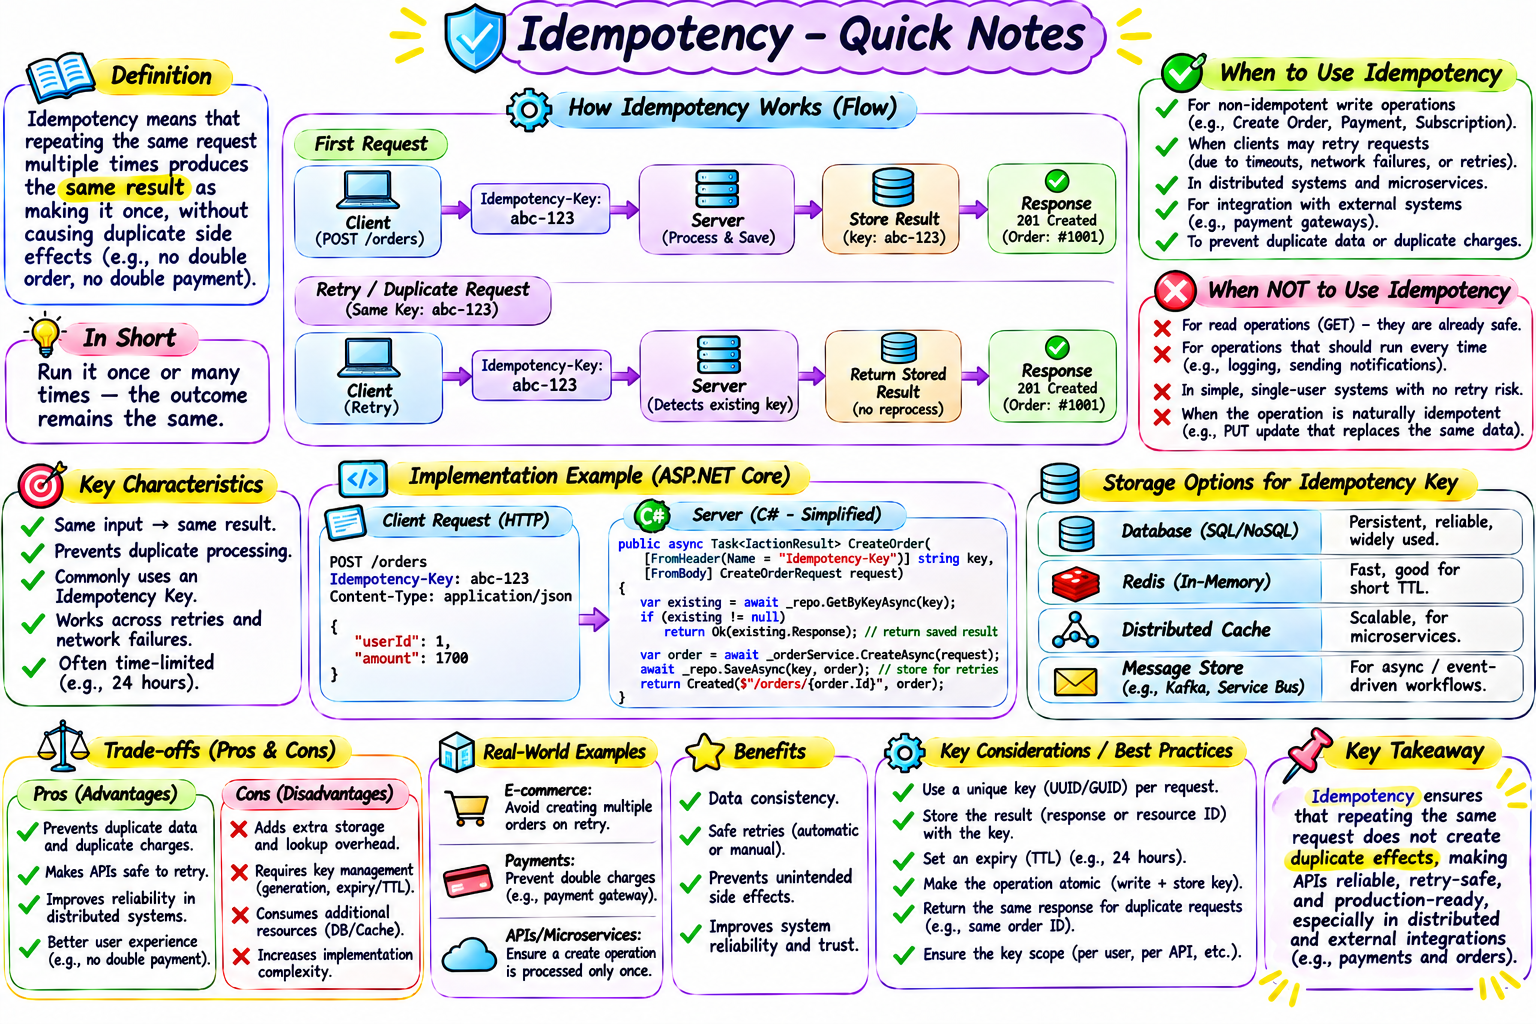 Idempotency – Quick Notes
Definition
Idempotency means that
repeating the same request
multiple times produces
the same result as
making it once, without
causing duplicate side
effects (e.g., no double
order, no double payment).
In Short
Run it once or many
times — the outcome
remains the same.
How Idempotency Works (Flow)
First Request
Client
(POST /orders)
Idempotency-Key:
abc-123
Server
(Process & Save)
Store Result
(key: abc-123)
Response
201 Created
(Order: #1001)
Retry / Duplicate Request
(Same Key: abc-123)
Client
(Retry)
Idempotency-Key:
abc-123
Server
(Detects existing key)
Return Stored
Result
(no reprocess)
Response
201 Created
(Order: #1001)
When to Use Idempotency
For non-idempotent write operations
(e.g., Create Order, Payment, Subscription).
When clients may retry requests
(due to timeouts, network failures, or retries).
In distributed systems and microservices.
For integration with external systems
(e.g., payment gateways).
To prevent duplicate data or duplicate charges.
When NOT to Use Idempotency
For read operations (GET) – they are already safe.
For operations that should run every time
(e.g., logging, sending notifications).
In simple, single-user systems with no retry risk.
When the operation is naturally idempotent
(e.g., PUT update that replaces the same data).
Key Characteristics
Same input → same result.
Prevents duplicate processing.
Commonly uses an
Idempotency Key.
Works across retries and
network failures.
Often time-limited
(e.g., 24 hours).
Implementation Example (ASP.NET Core)
Client Request (HTTP)
POST /orders
Idempotency-Key: abc-123
Content-Type: application/json
{
"userId": 1,
"amount": 1700
}
C#
Server (C# - Simplified)
public async Task<IactionResult> CreateOrder(
[FromHeader(Name = "Idempotency-Key")] string key,
[FromBody] CreateOrderRequest request)
{
var existing = await _repo.GetByKeyAsync(key);
if (existing != null)
return Ok(existing.Response); // return saved result
var order = await _orderService.CreateAsync(request);
await _repo.SaveAsync(key, order); // store for retries
return Created($"/orders/{order.Id}", order);
}
Storage Options for Idempotency Key
Database (SQL/NoSQL)
Persistent, reliable,
widely used.
Redis (In-Memory)
Fast, good for
short TTL.
Distributed Cache
Scalable, for
microservices.
Message Store
(e.g., Kafka, Service Bus)
For async / event-
driven workflows.
Trade-offs (Pros & Cons)
Pros (Advantages)
Prevents duplicate data
and duplicate charges.
Makes APIs safe to retry.
Improves reliability in
distributed systems.
Better user experience
(e.g., no double payment).
Cons (Disadvantages)
Adds extra storage
and lookup overhead.
Requires key management
(generation, expiry/TTL).
Consumes additional
resources (DB/Cache).
Increases implementation
complexity.
Real-World Examples
E-commerce:
Avoid creating multiple
orders on retry.
Payments:
Prevent double charges
(e.g., payment gateway).
APIs/Microservices:
Ensure a create operation
is processed only once.
Benefits
Data consistency.
Safe retries (automatic
or manual).
Prevents unintended
side effects.
Improves system
reliability and trust.
Key Considerations / Best Practices
Use a unique key (UUID/GUID) per request.
Store the result (response or resource ID)
with the key.
Set an expiry (TTL) (e.g., 24 hours).
Make the operation atomic (write + store key).
Return the same response for duplicate requests
(e.g., same order ID).
Ensure the key scope (per user, per API, etc.).
Key Takeaway
Idempotency ensures
that repeating the same
request does not create
duplicate effects, making
APIs reliable, retry-safe,
and production-ready,
especially in distributed
and external integrations
(e.g., payments and orders).